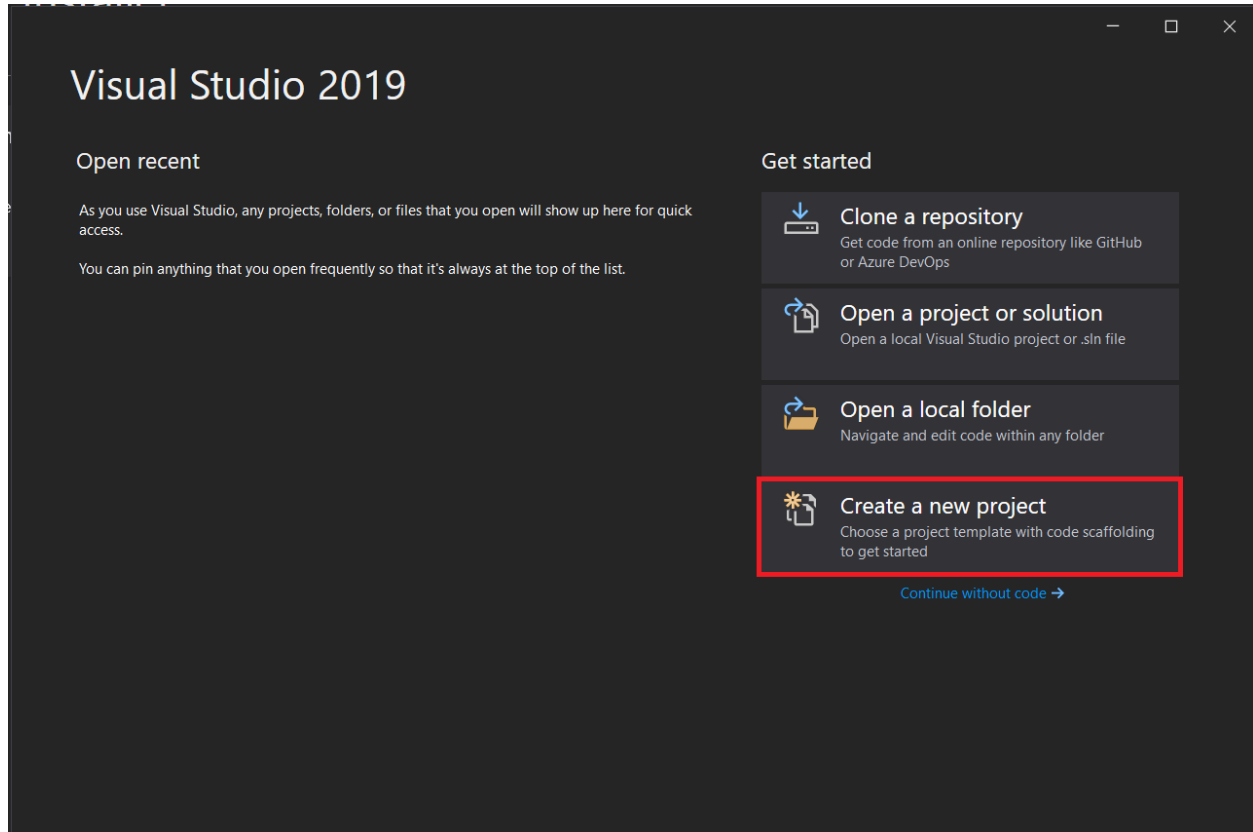 Visual Studio 2019
Open recent
As you use Visual Studio, any projects, folders, or files that you open will show up here for quick
access.
You can pin anything that you open frequently so that it's always at the top of the list.
Get started
Clone a repository
Get code from an online repository like GitHub
or Azure DevOps
Open a project or solution
Open a local Visual Studio project or .sln file
Open a local folder
Navigate and edit code within any folder
Create a new project
Choose a project template with code scaffolding
to get started
Continue without code →